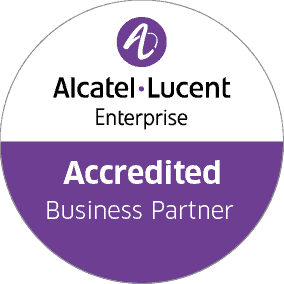 Alcatel·Lucent
Enterprise
Accredited
Business Partner